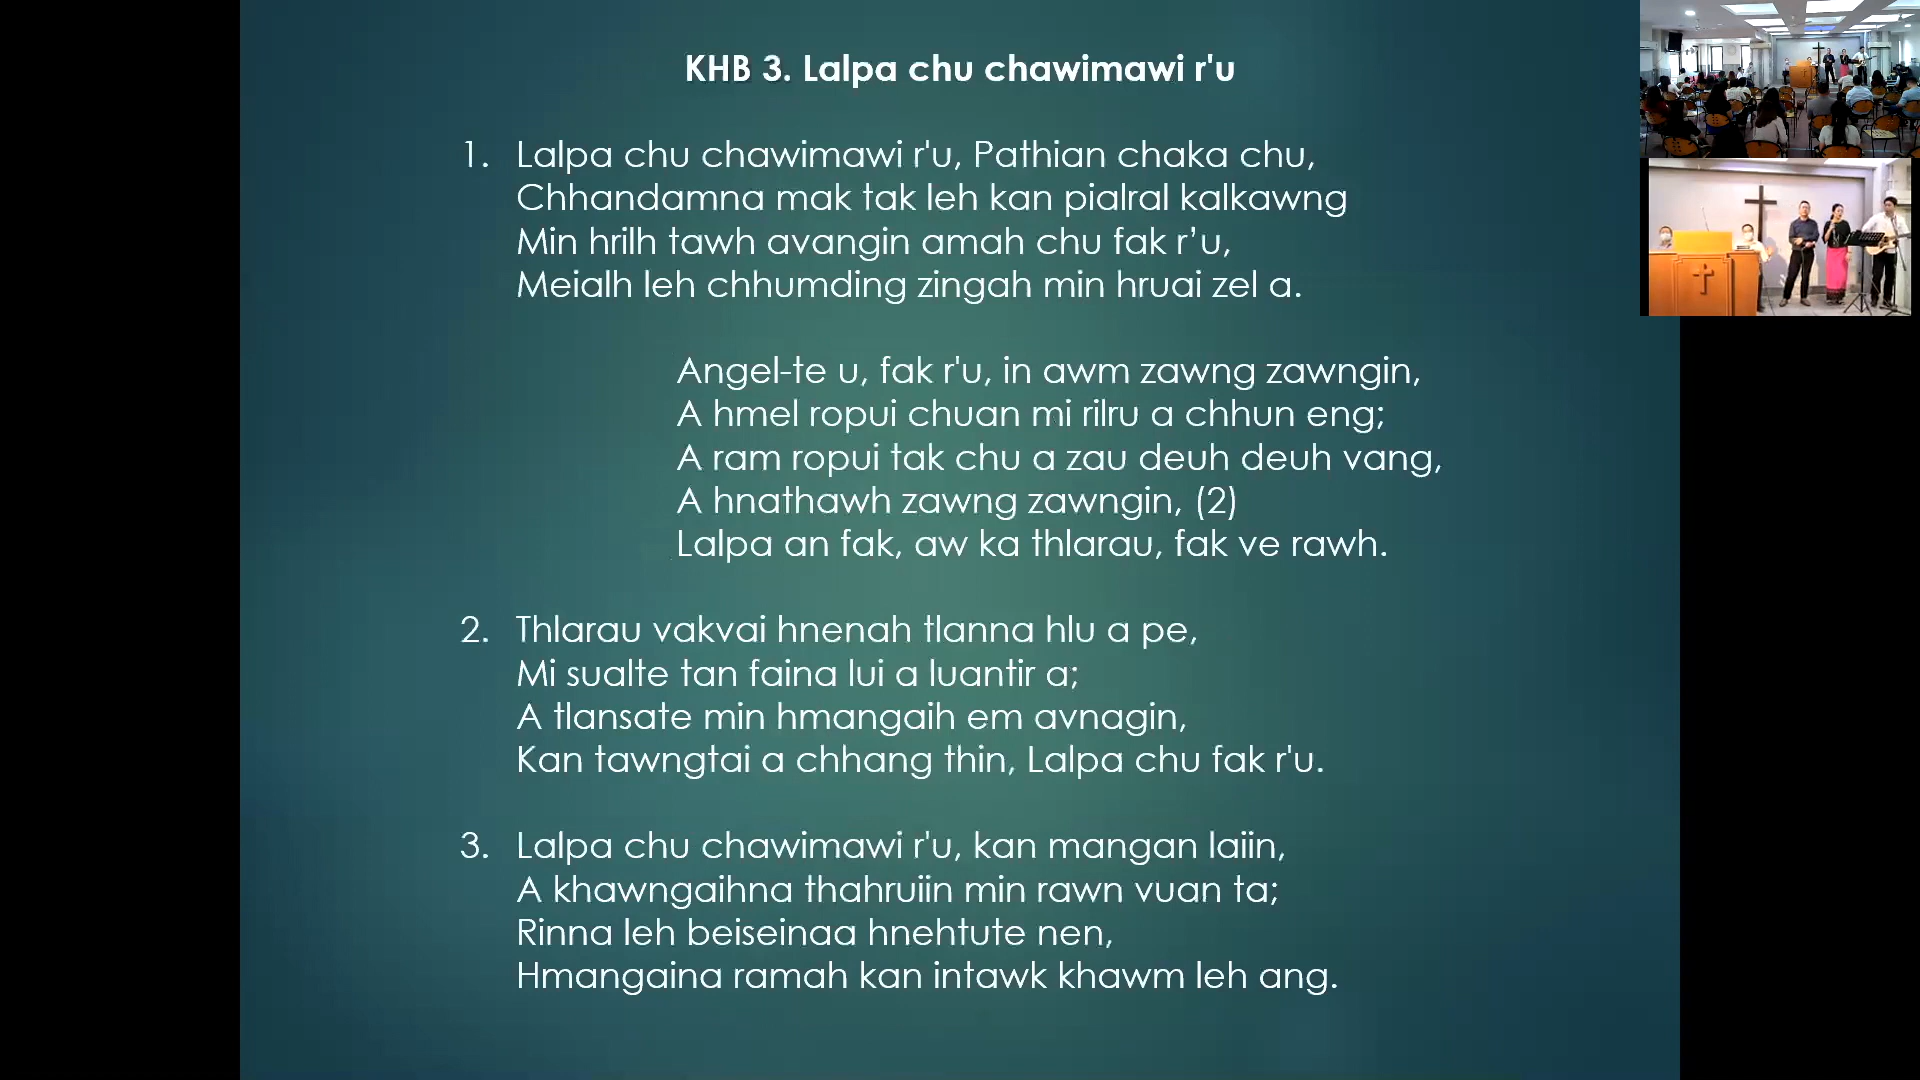 KHB 3. Lalpa chu chawimawi r'u
1. Lalpa chu chawimawi r'u, Pathian chaka chu,
Chhandamna mak tak leh kan pialral kalkawng
Min hrilh tawh avangin amah chu fak r’u,
Meialh leh chhumding zingah min hruai zel a.
Angel-te u, fak r'u, in awm zawng zawngin,
A hmel ropui chuan mi rilru a chhun eng;
A ram ropui tak chu a zau deuh deuh vang,
A hnathawh zawng zawngin, (2)
Lalpa an fak, aw ka thlarau, fak ve rawh.
2. Thlarau vakvai hnenah tlanna hlu a pe,
Mi sualte tan faina lui a luantir a;
A tlansate min hmangaih em avnagin,
Kan tawngtai a chhang thin, Lalpa chu fak r'u.
3. Lalpa chu chawimawi r'u, kan mangan laiin,
A khawngaihna thahruiin min rawn vuan ta;
Rinna leh beiseinaa hnehtute nen,
Hmangaina ramah kan intawk khawm leh ang.